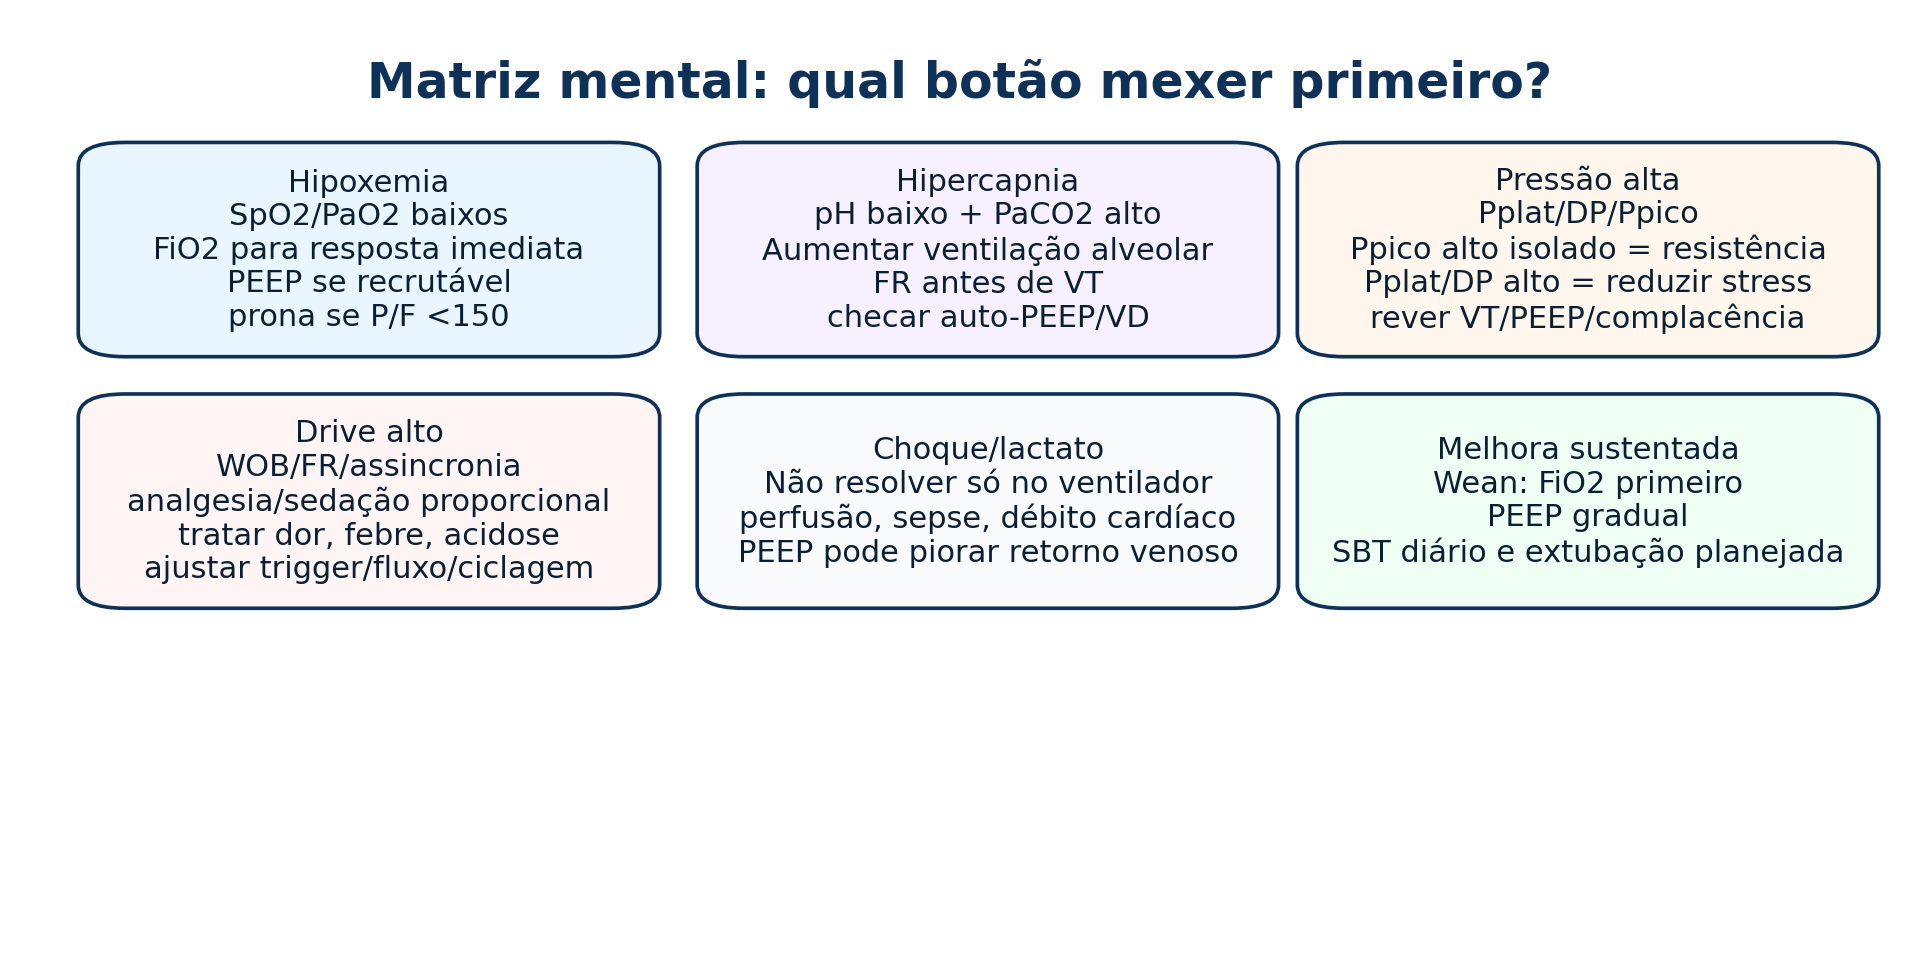 Matriz mental: qual botão mexer primeiro?
Hipoxemia
SpO2/PaO2 baixos
FiO2 para resposta imediata
PEEP se recrutável
prona se P/F <150
Hipercapnia
pH baixo + PaCO2 alto
Aumentar ventilação alveolar
FR antes de VT
checar auto-PEEP/VD
Pressão alta
Pplat/DP/Ppico
Ppico alto isolado = resistência
Pplat/DP alto = reduzir stress
rever VT/PEEP/complacência
Drive alto
WOB/FR/assincronia
analgesia/sedação proporcional
tratar dor, febre, acidose
ajustar trigger/fluxo/ciclagem
Choque/lactato
Não resolver só no ventilador
perfusão, sepse, débito cardíaco
PEEP pode piorar retorno venoso
Melhora sustentada
Wean: FiO2 primeiro
PEEP gradual
SBT diário e extubação planejada